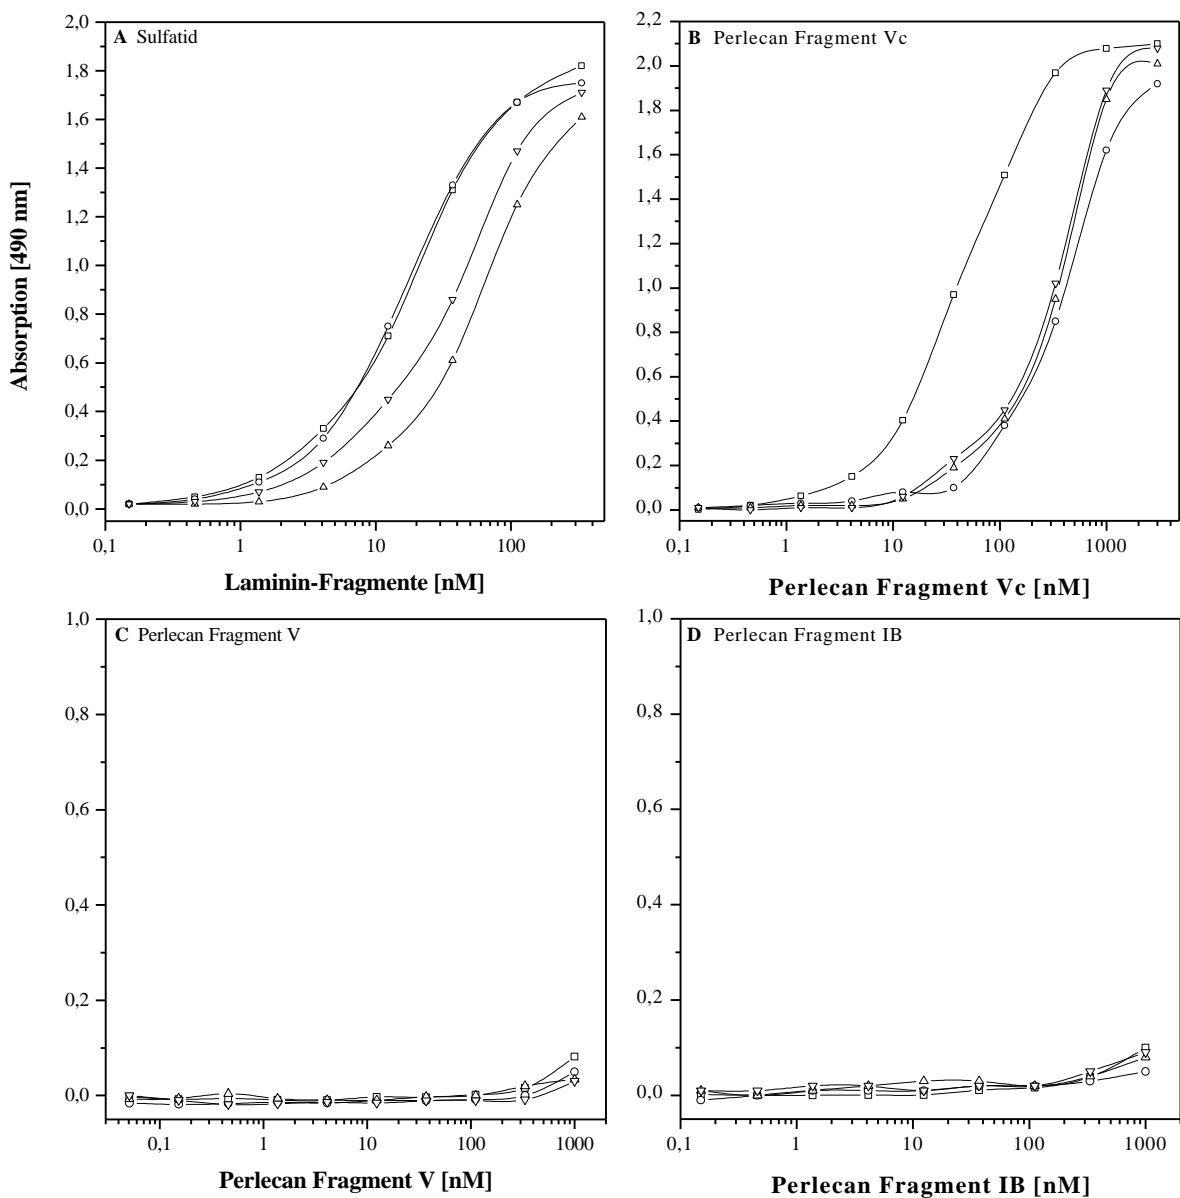 Absorption [490 nm]
A Sulfatid
2,0
1,8
1,6
1,4
1,2
1,0
0,8
0,6
0,4
0,2
0,0
0,1 1 10 100
Laminin-Fragmente [nM]
B Perlecan Fragment Vc
2,2
2,0
1,8
1,6
1,4
1,2
1,0
0,8
0,6
0,4
0,2
0,0
0,1 1 10 100 1000
Perlecan Fragment Vc [nM]
C Perlecan Fragment V
1,0
0,8
0,6
0,4
0,2
0,0
0,1 1 10 100 1000
Perlecan Fragment V [nM]
D Perlecan Fragment IB
1,0
0,8
0,6
0,4
0,2
0,0
0,1 1 10 100 1000
Perlecan Fragment IB [nM]